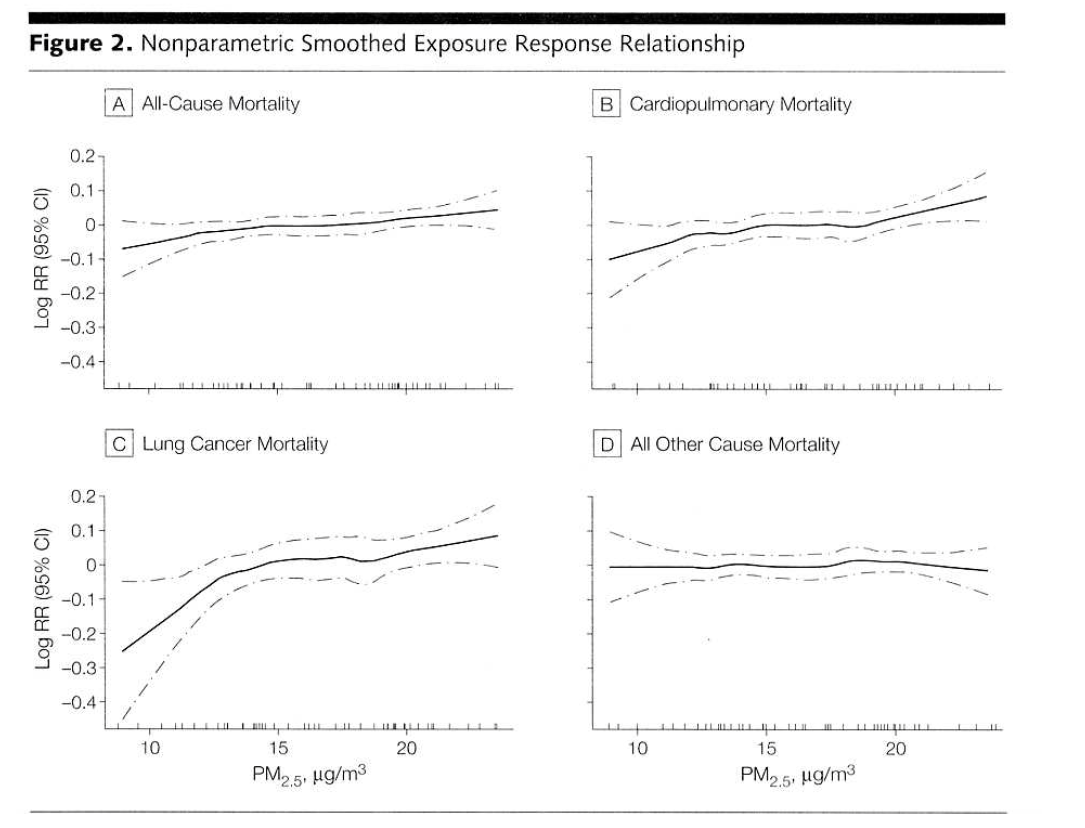 Figure 2. Nonparametric Smoothed Exposure Response Relationship
A All-Cause Mortality
B Cardiopulmonary Mortality
Log RR (95% CI)
0.2
0.1
0
−0.1
−0.2
−0.3
−0.4
C Lung Cancer Mortality
D All Other Cause Mortality
Log RR (95% CI)
0.2
0.1
0
−0.1
−0.2
−0.3
−0.4
10 15 20
10 15 20
PM2.5, μg/m3
PM2.5, μg/m3